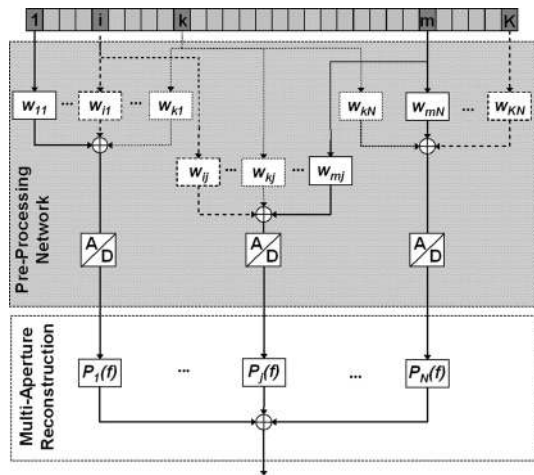 1 i k m K
w11 ... wi1 ... wk1 wkN wmN ... wKN
wij ... wkj ... wmj
A/D A/D A/D
Pre-Processing
Network
P1(f) ... Pj(f) ... PN(f)
Multi-Aperture
Reconstruction